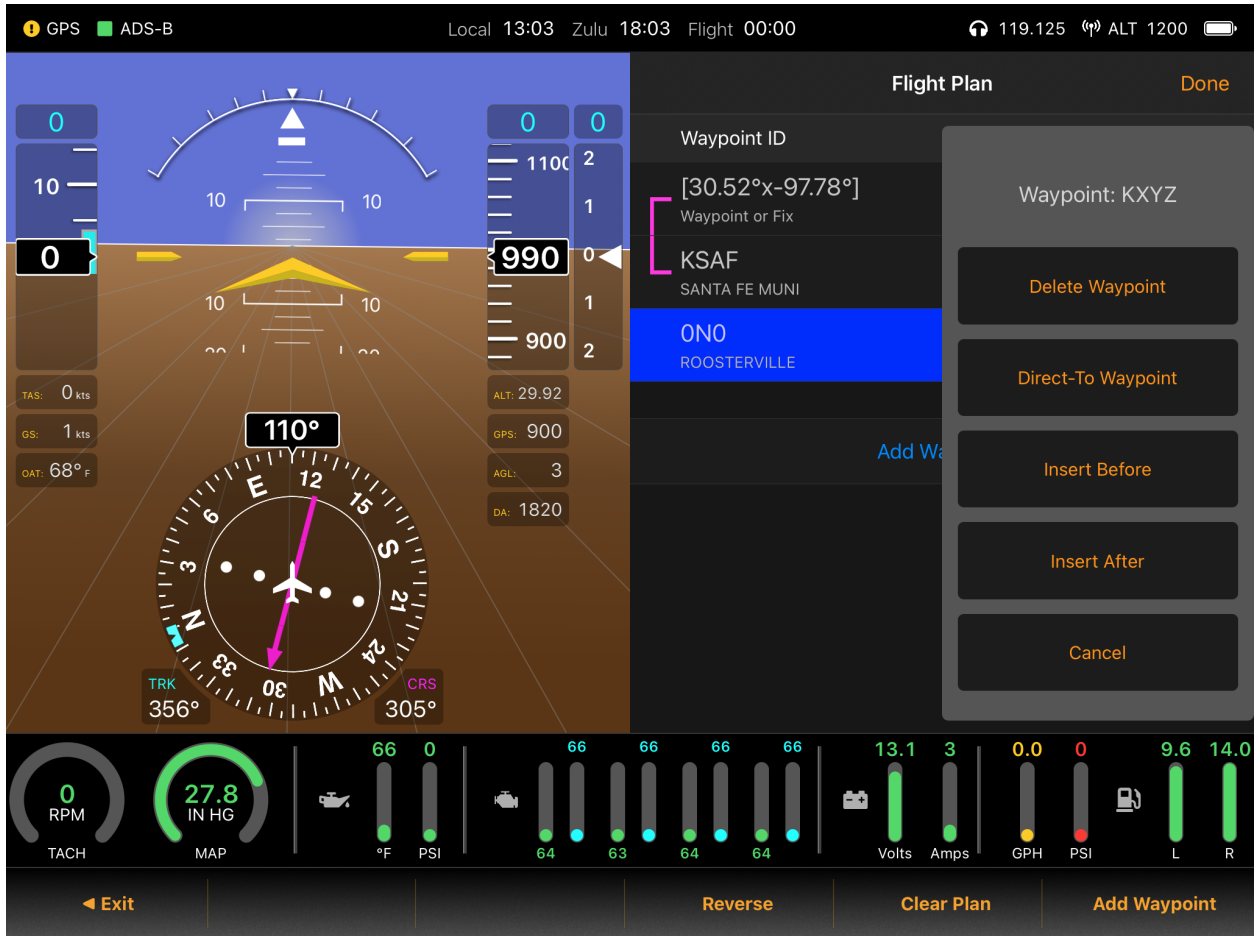 GPS ADS-B Local 13:03 Zulu 18:03 Flight 00:00 119.125 ALT 1200
0
10
0
TAS: 0 kts
GS: 1 kts
OAT: 68° F
10 10
10 10
20 20
0 0
1100
990
900
2
1
0
1
2
ALT: 29.92
GPS: 900
AGL: 3
DA: 1820
110°
E 12 15 S 21 24 W 30 33 N 3 6
TRK
356°
CRS
305°
Flight Plan Done
Waypoint ID
[30.52°x-97.78°]
Waypoint or Fix
KSAF
SANTA FE MUNI
0N0
ROOSTERVILLE
Add Wa
Waypoint: KXYZ
Delete Waypoint
Direct-To Waypoint
Insert Before
Insert After
Cancel
0
RPM
TACH
27.8
IN HG
MAP
66 0
°F PSI
66 66 66 66
64 63 64 64
13.1 3
Volts Amps
0.0 0
GPH PSI
9.6 14.0
L R
Exit Reverse Clear Plan Add Waypoint